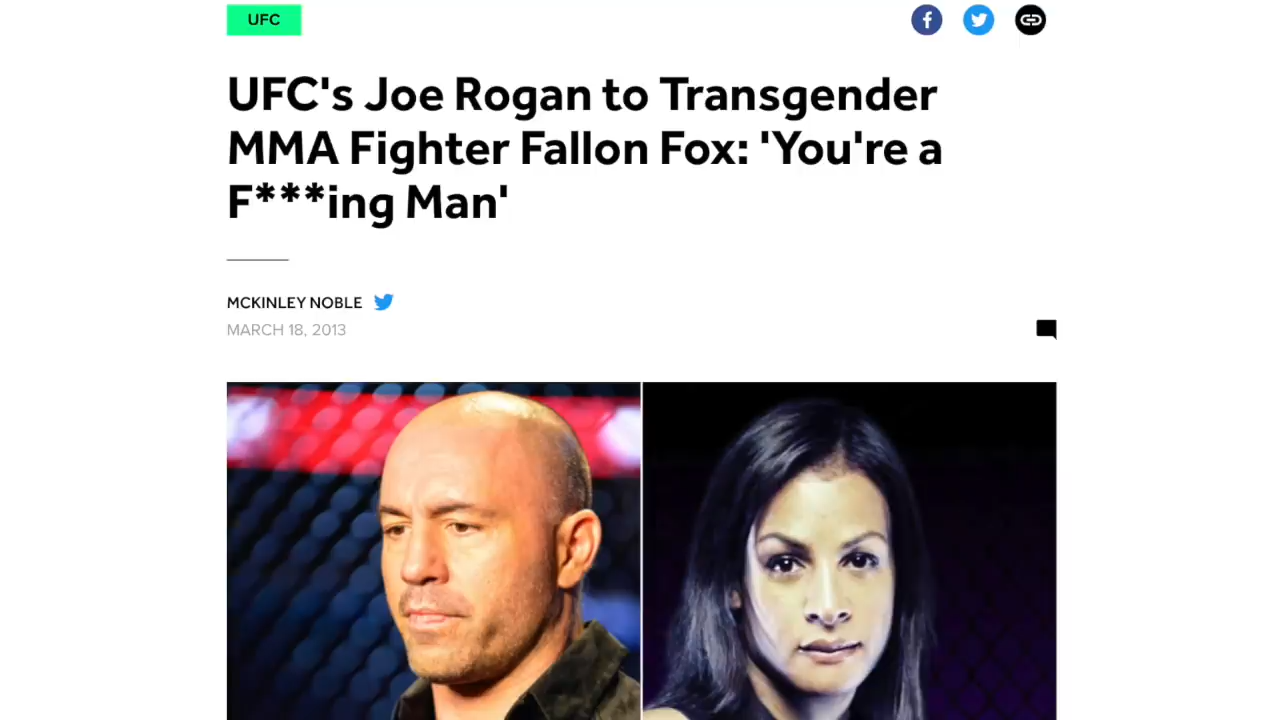 UFC
UFC's Joe Rogan to Transgender
MMA Fighter Fallon Fox: 'You're a
F***ing Man'
MCKINLEY NOBLE
MARCH 18, 2013